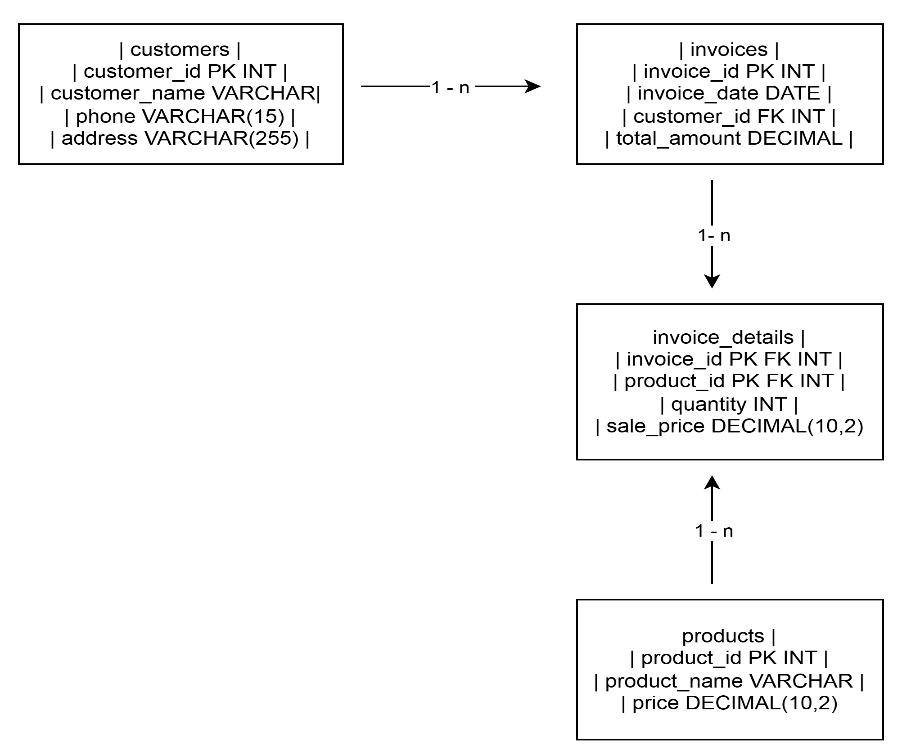 | customers |
| customer_id PK INT |
| customer_name VARCHAR|
| phone VARCHAR(15) |
| address VARCHAR(255) |
1 - n
| invoices |
| invoice_id PK INT |
| invoice_date DATE |
| customer_id FK INT |
| total_amount DECIMAL |
1- n
invoice_details |
| invoice_id PK FK INT |
| product_id PK FK INT |
| quantity INT |
| sale_price DECIMAL(10,2)
1 - n
products |
| product_id PK INT |
| product_name VARCHAR |
| price DECIMAL(10,2)